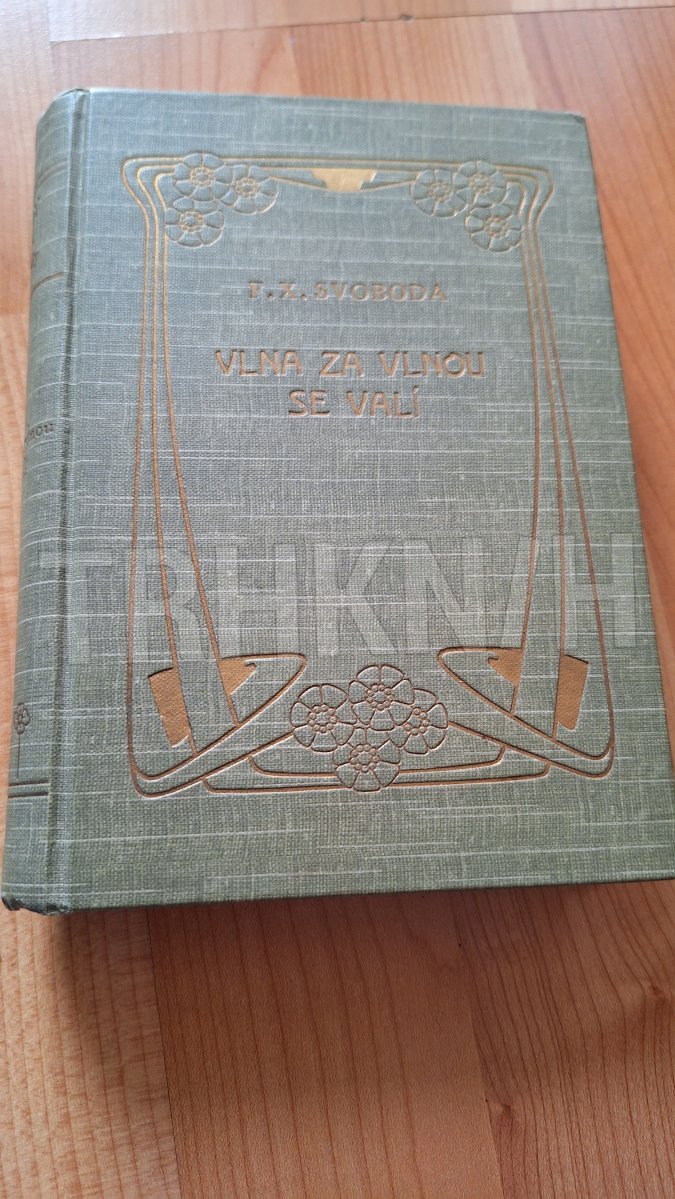 F. X. SVOBODA
VLNA ZA VLNOU
SE VALÍ
TRHKNIH